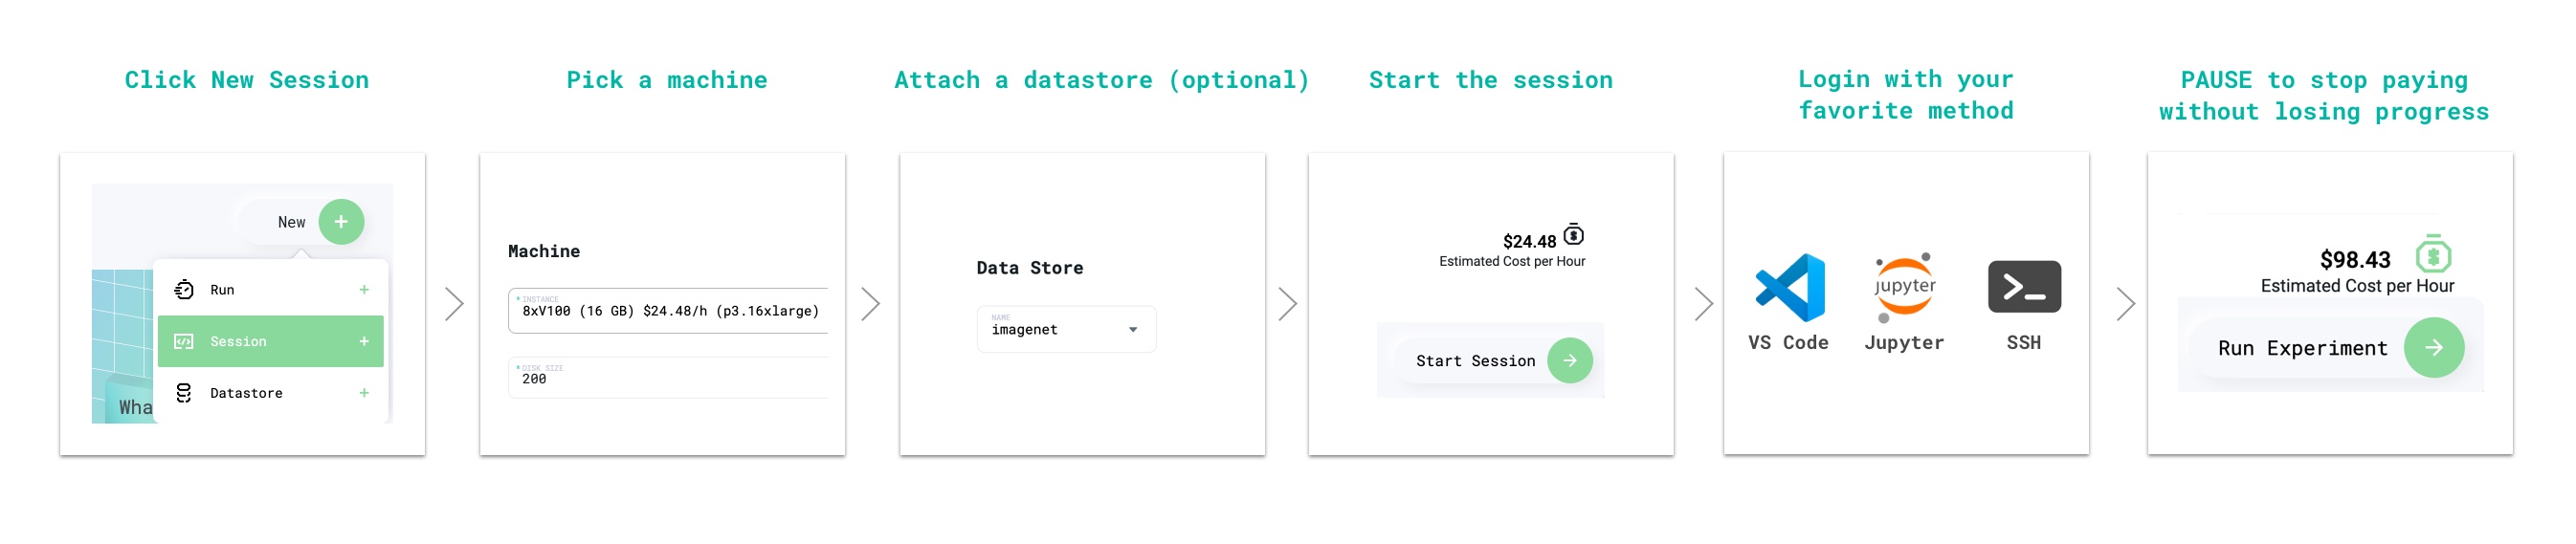 Click New Session
New
Run
Session
Datastore
Wha
Pick a machine
Machine
* INSTANCE
8xV100 (16 GB) $24.48/h (p3.16xlarge)
* DISK SIZE
200
Attach a datastore (optional)
Data Store
NAME
imagenet
Start the session
$24.48
Estimated Cost per Hour
Start Session
Login with your
favorite method
jupyter
VS Code
Jupyter
SSH
PAUSE to stop paying
without losing progress
$98.43
Estimated Cost per Hour
Run Experiment